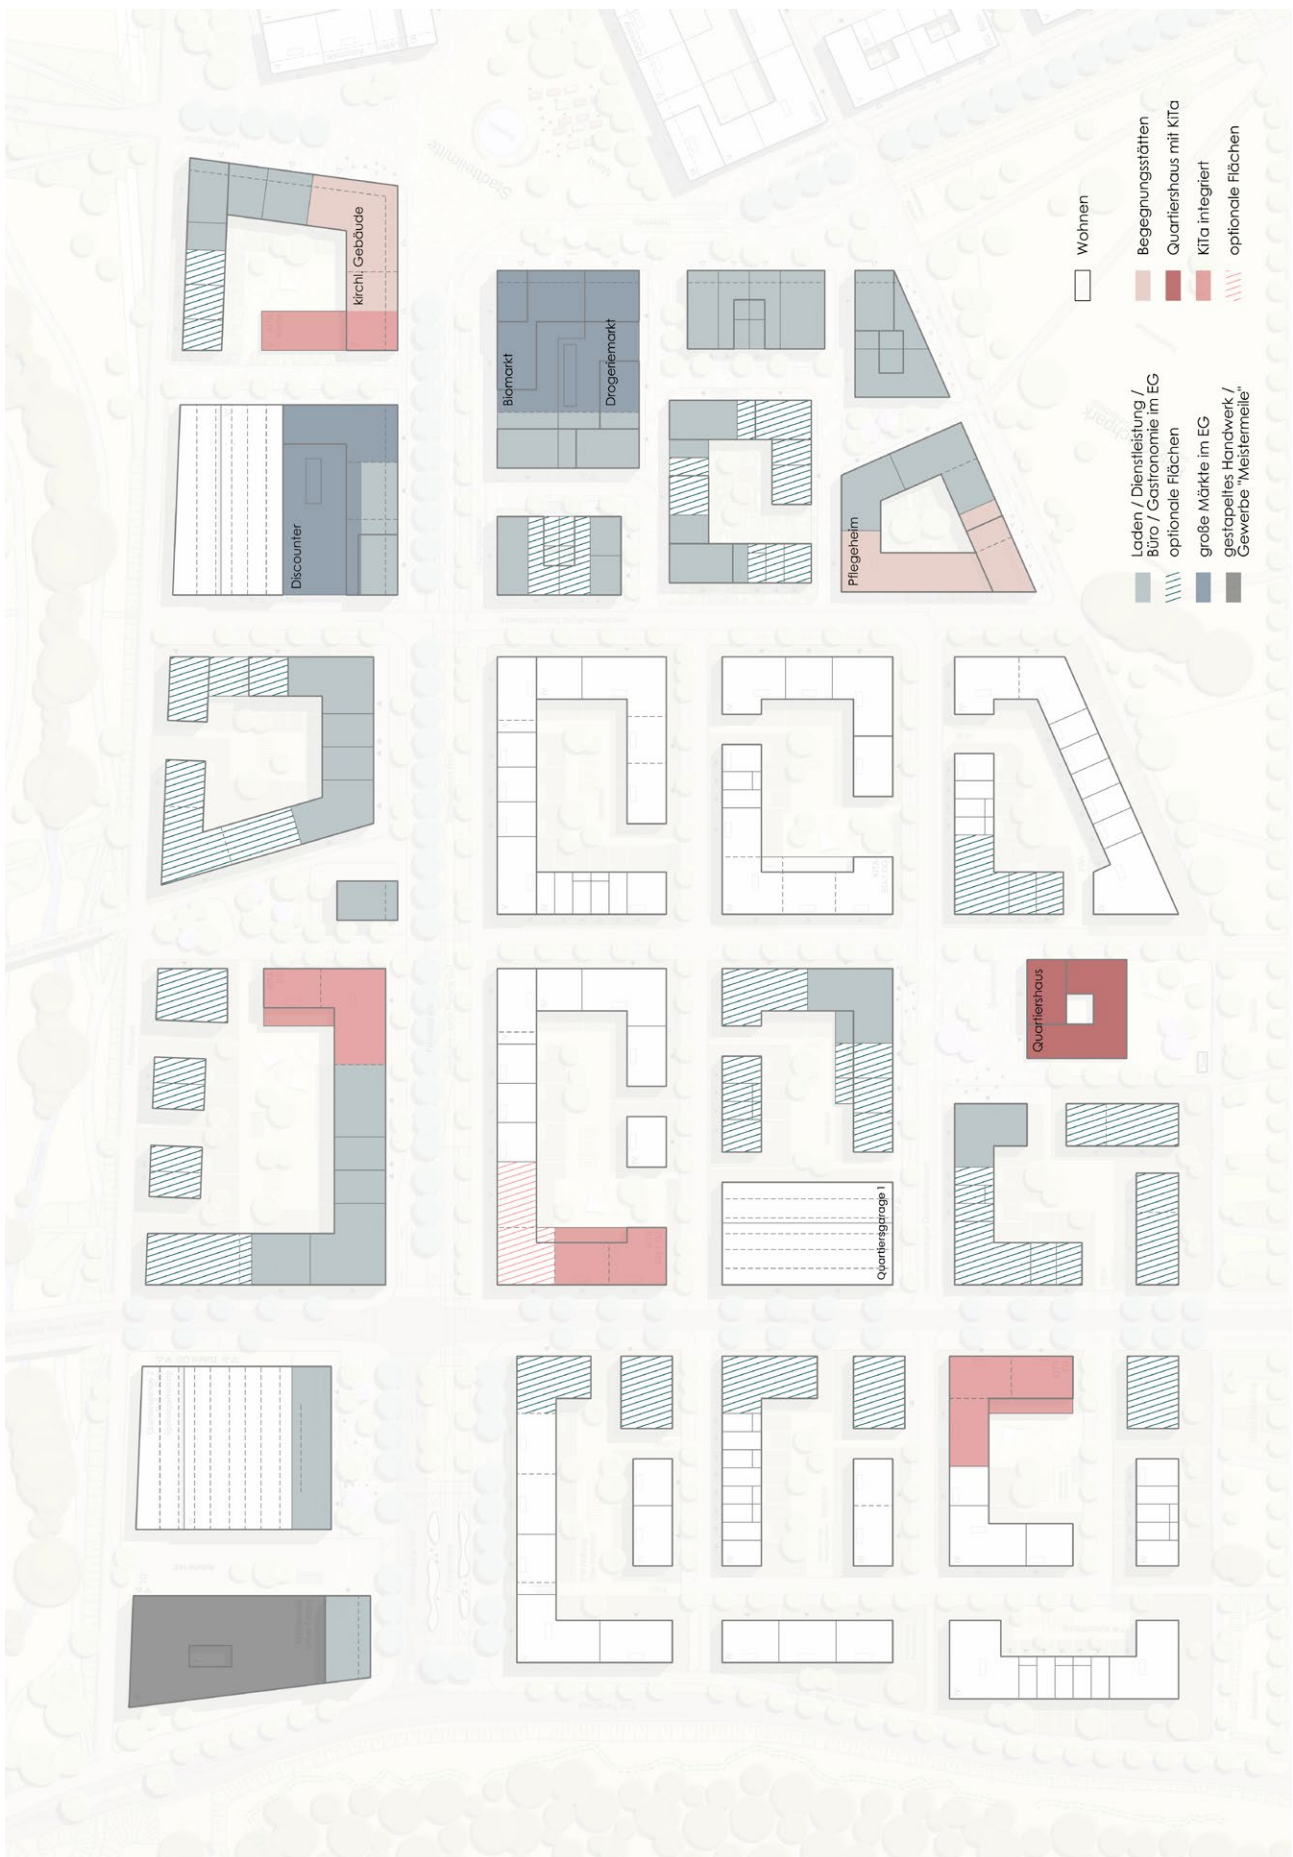 Stadtteilmitte
kirchl. Gebäude
Discounter
Biomarkt
Drogeriemarkt
Pflegeheim
Quartiershaus
Quartiersgarage 1
Laden / Dienstleistung /
Büro / Gastronomie im EG
optionale Flächen
große Märkte im EG
gestapeltes Handwerk /
Gewerbe "Meistermeile"
Wohnen
Begegnungsstätten
Quartiershaus mit KiTa
KiTa integriert
optionale Flächen